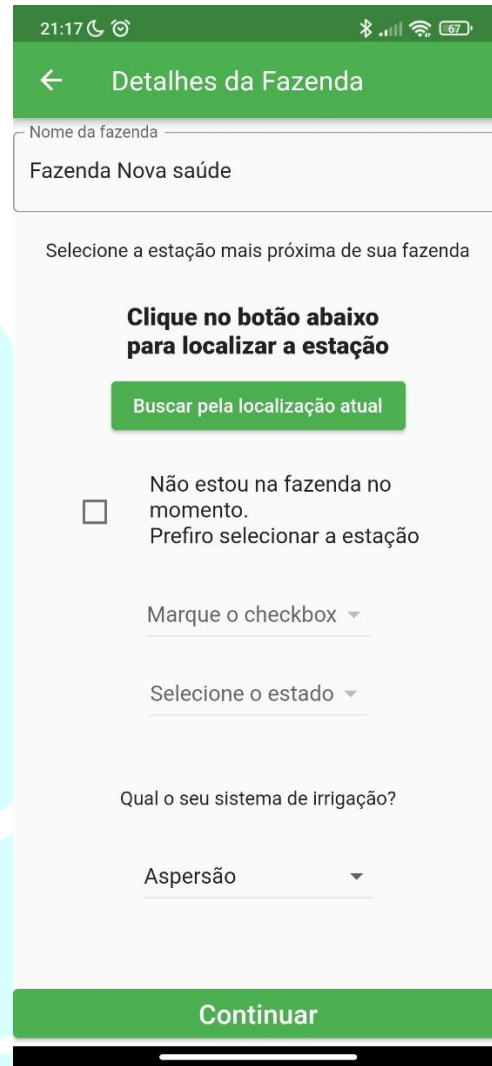 21:17
67
Detalhes da Fazenda
Nome da fazenda
Fazenda Nova saúde
Selecione a estação mais próxima de sua fazenda
Clique no botão abaixo
para localizar a estação
Buscar pela localização atual
Não estou na fazenda no
momento.
Prefiro selecionar a estação
Marque o checkbox
Selecione o estado
Qual o seu sistema de irrigação?
Aspersão
Continuar